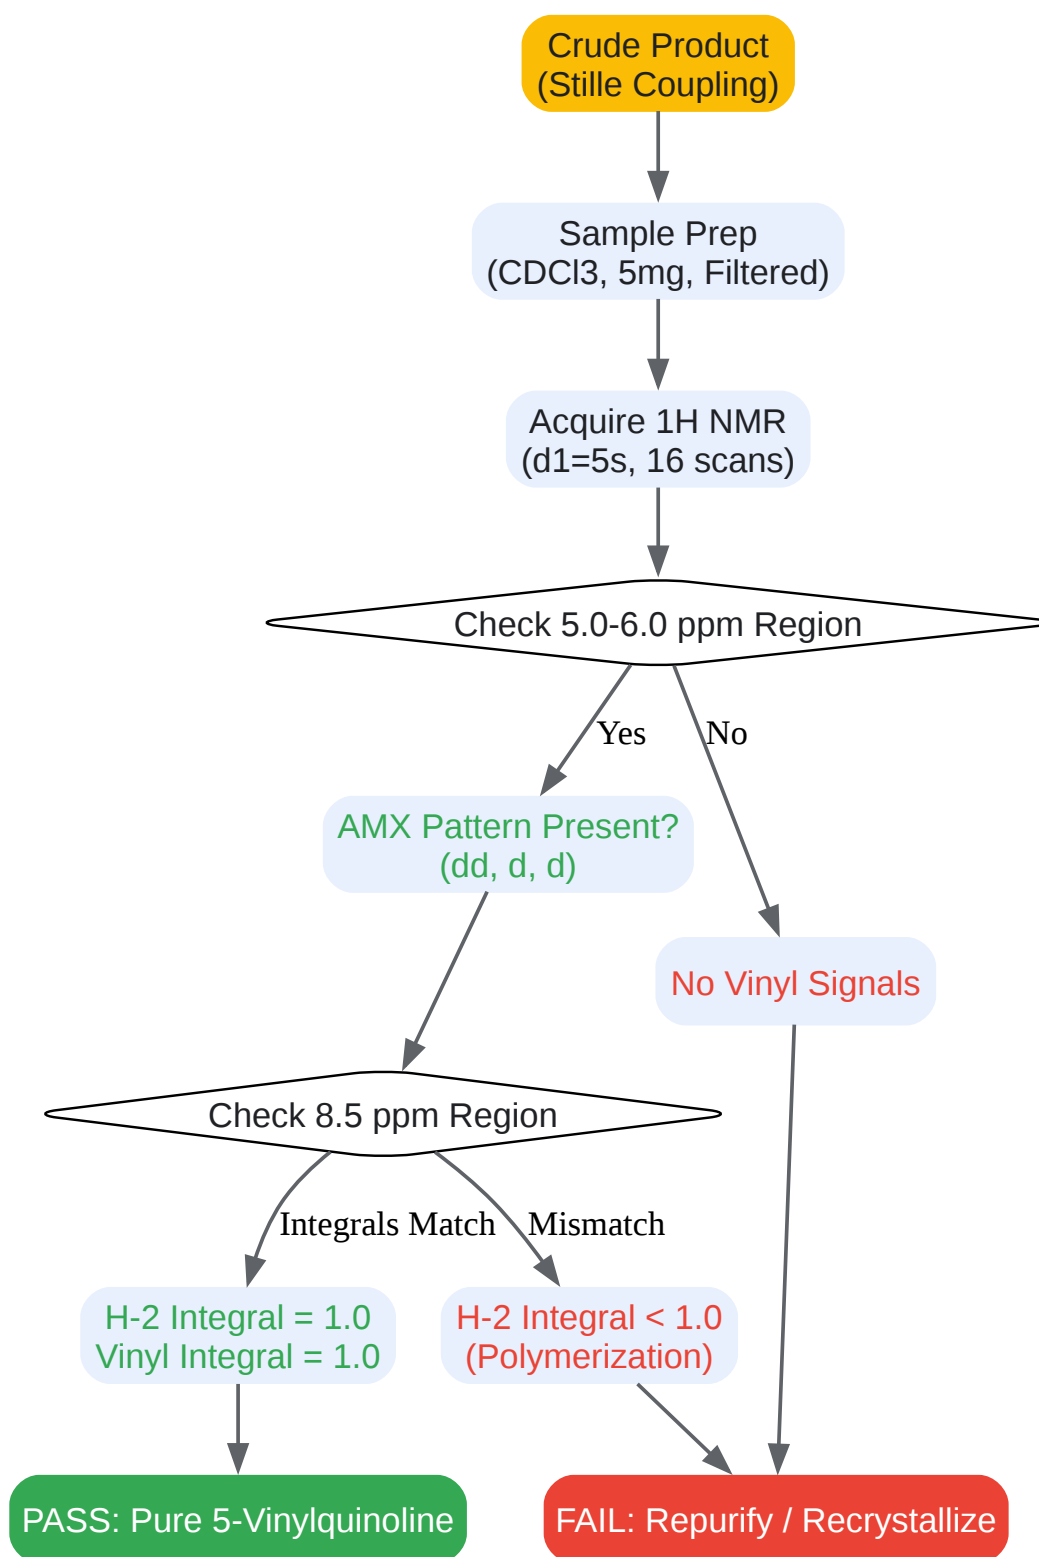 Crude Product
(Stille Coupling)
Sample Prep
(CDCl3, 5mg, Filtered)
Acquire 1H NMR
(d1=5s, 16 scans)
Check 5.0-6.0 ppm Region
Yes
No
AMX Pattern Present?
(dd, d, d)
No Vinyl Signals
Check 8.5 ppm Region
Integrals Match
Mismatch
H-2 Integral = 1.0
Vinyl Integral = 1.0
H-2 Integral < 1.0
(Polymerization)
PASS: Pure 5-Vinylquinoline
FAIL: Repurify / Recrystallize